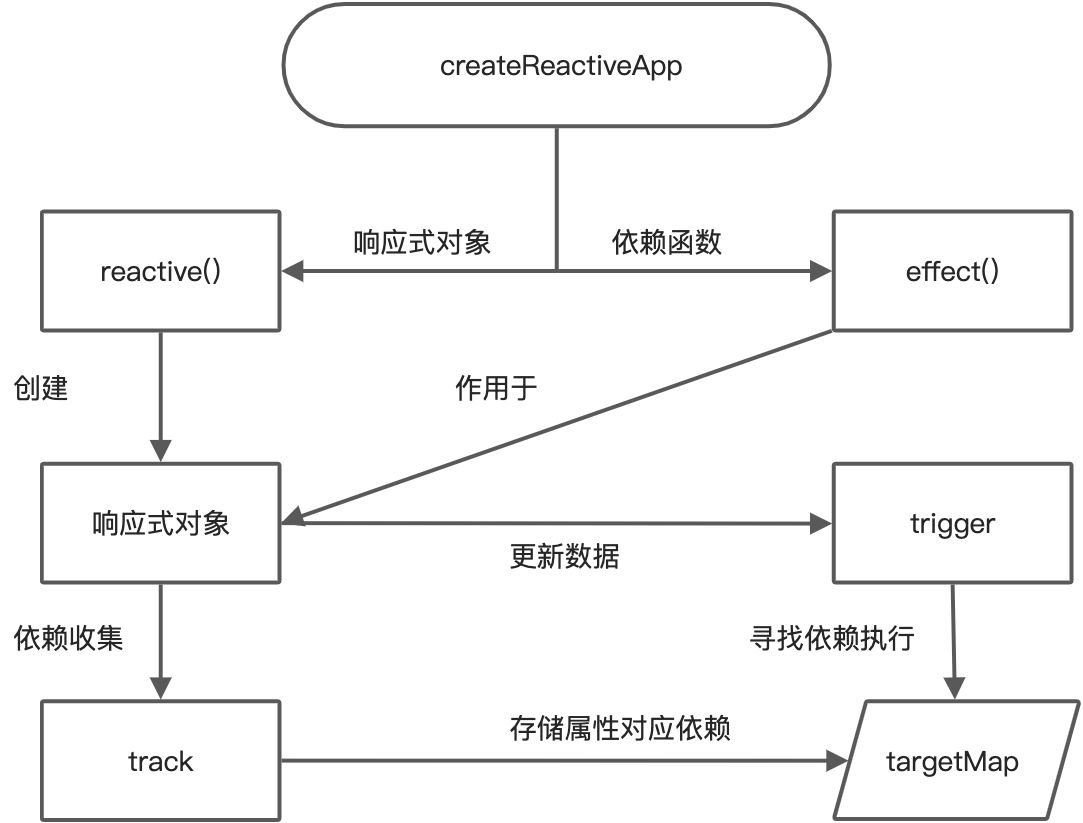 createReactiveApp
响应式对象
依赖函数
reactive()
effect()
创建
作用于
响应式对象
trigger
更新数据
依赖收集
寻找依赖执行
存储属性对应依赖
track
targetMap